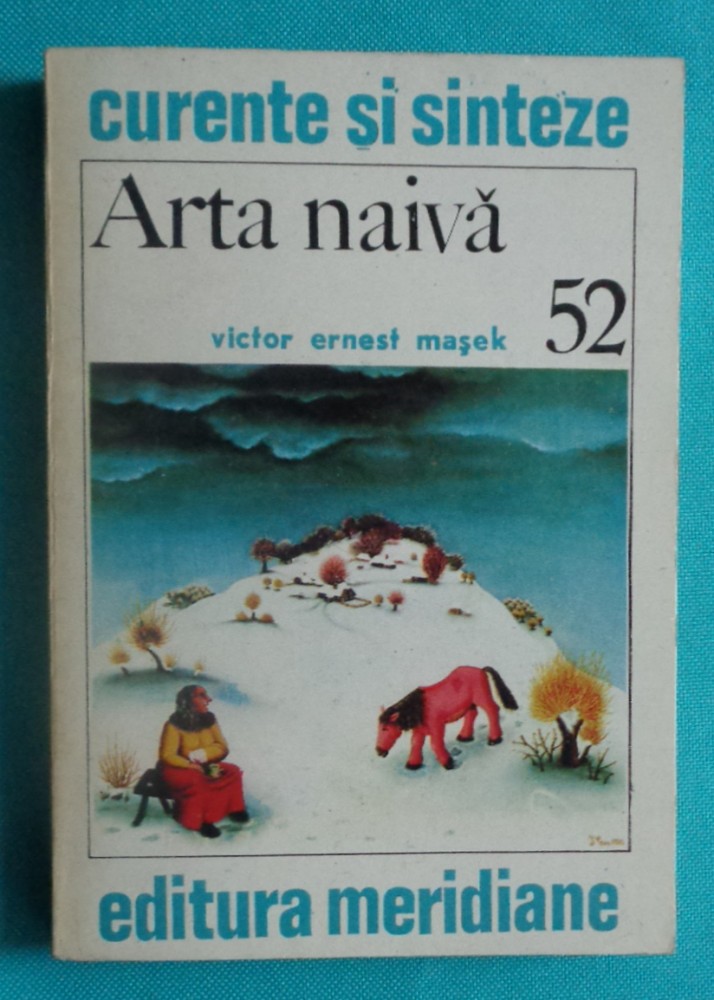 curente și sinteze
Arta naivă
52
victor ernest mașek
editura meridiane